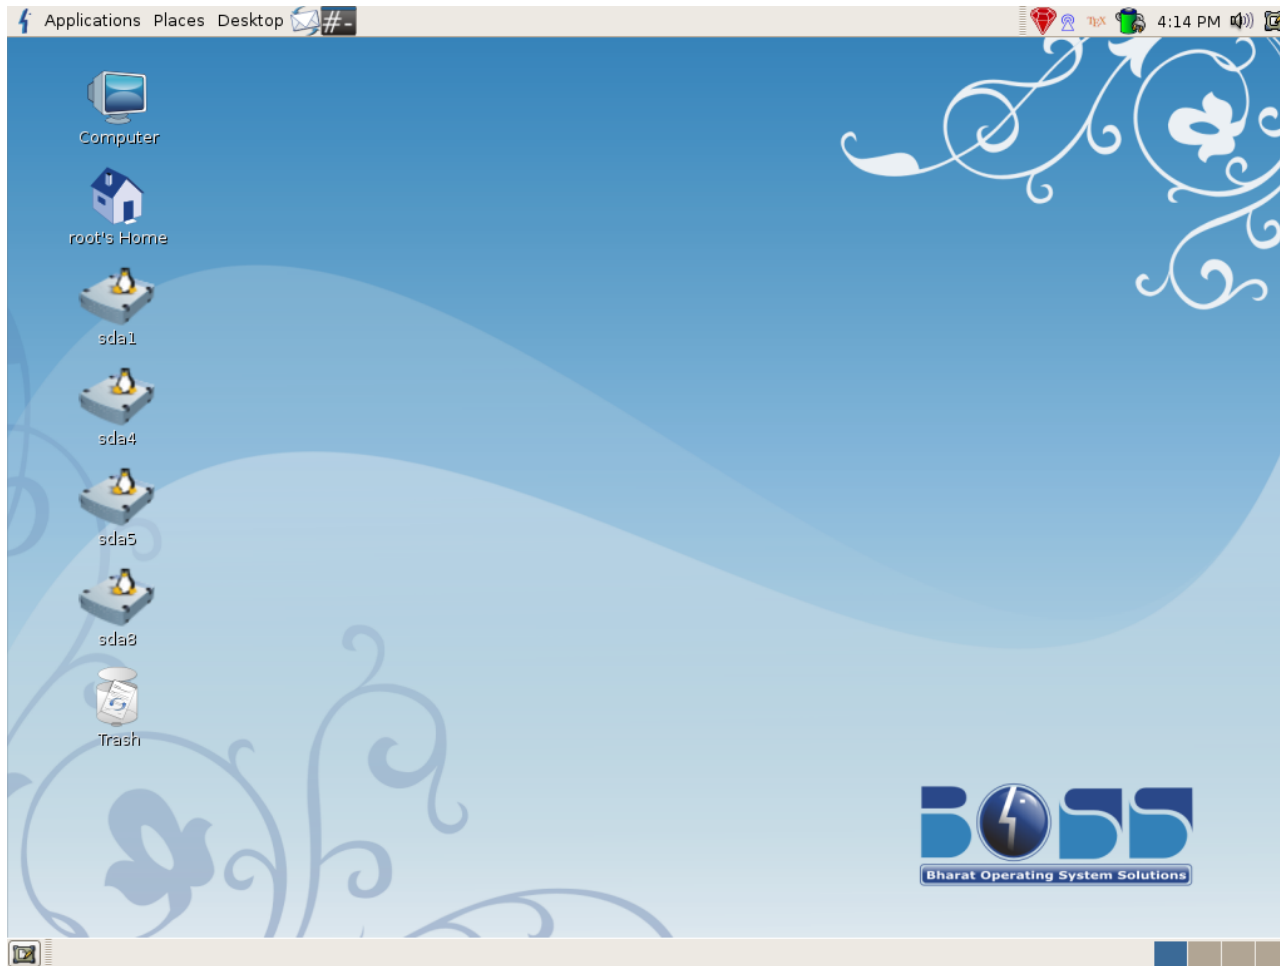 Applications Places Desktop #- TEX 4:14 PM
Computer
root's Home
sda1
sda4
sda5
sda8
Trash
BOSS
Bharat Operating System Solutions